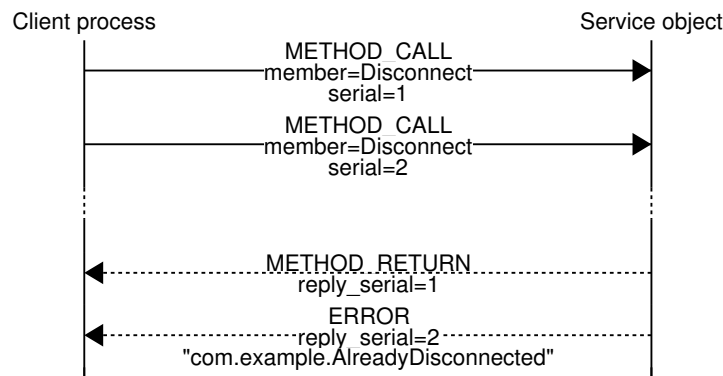 Client process
Service object
METHOD_CALL
member=Disconnect
serial=1
METHOD_CALL
member=Disconnect
serial=2
METHOD_RETURN
reply_serial=1
ERROR
reply_serial=2
"com.example.AlreadyDisconnected"